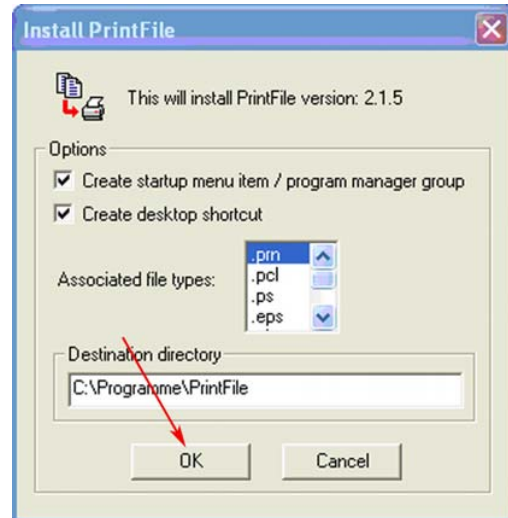 Install PrintFile
This will install PrintFile version: 2.1.5
Options
Create startup menu item / program manager group
Create desktop shortcut
Associated file types:
.prn
.pcl
.ps
.eps
Destination directory
C:\Programme\PrintFile
OK Cancel